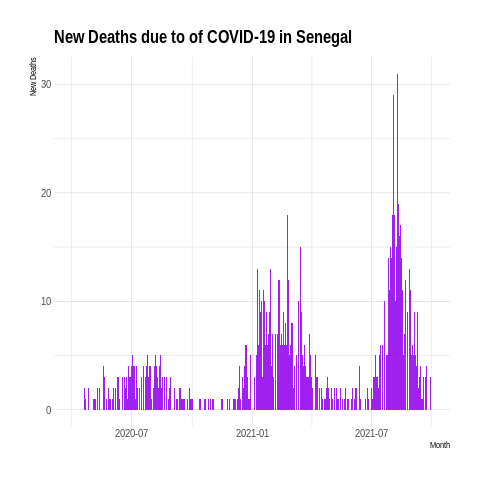 New Deaths due to of COVID-19 in Senegal
New Deaths
30
20
10
0
2020-07
2021-01
2021-07
Month